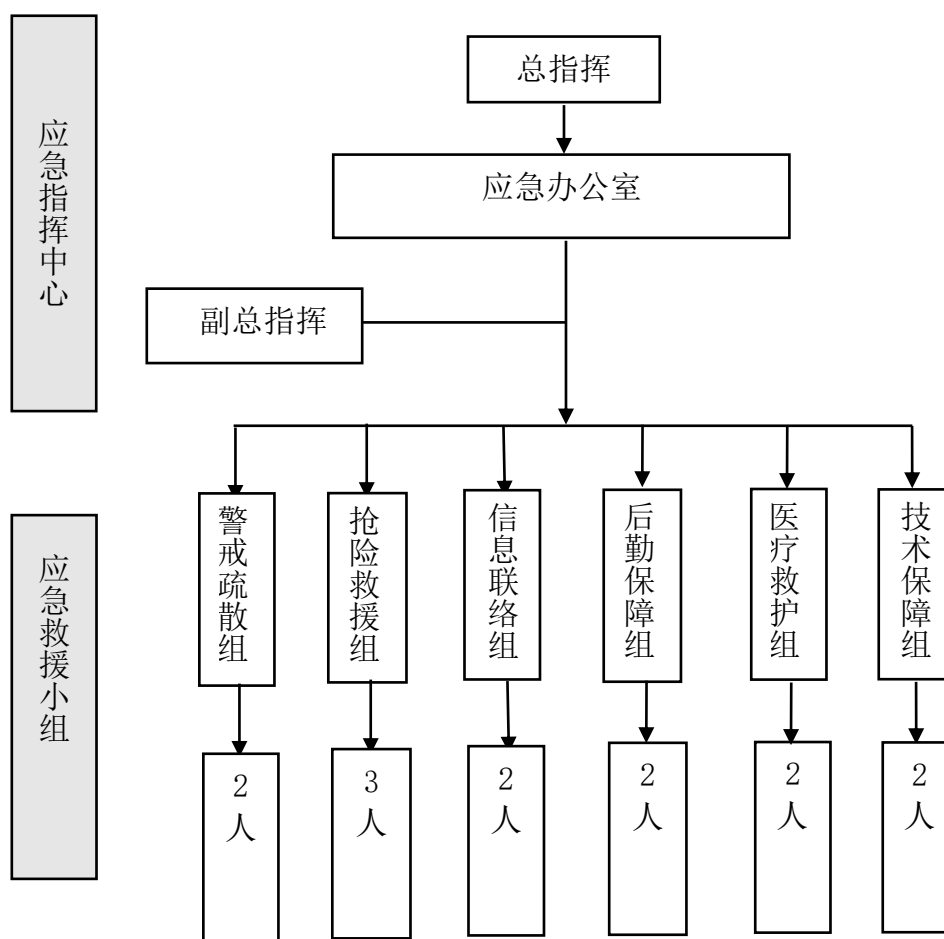 总指挥
应急办公室
应急指挥中心
副总指挥
应急救援小组
警戒疏散组
抢险救援组
信息联络组
后勤保障组
医疗救护组
技术保障组
2人
3人
2人
2人
2人
2人